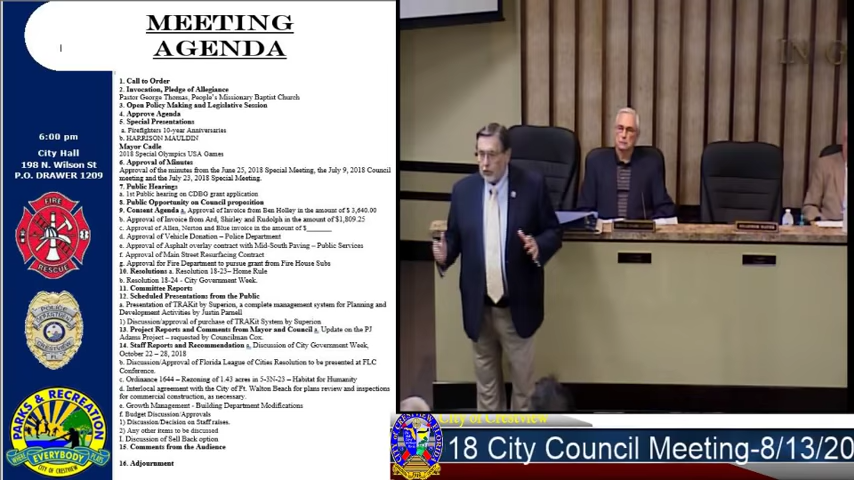 MEETING
AGENDA
6:00 pm
City Hall
198 N. Wilson St
P.O. DRAWER 1209
1. Call to Order
2. Invocation, Pledge of Allegiance
Pastor George Thomas, People's Missionary Baptist Church
3. Open Policy Making and Legislative Session
4. Approve Agenda
5. Special Presentations
a. Firefighters 10-year Anniversaries
b. HARRISON MAULDIN
Mayor Cadle
2018 Special Olympics USA Games
6. Approval of Minutes
Approval of the minutes from the June 25, 2018 Special Meeting, the July 9, 2018 Council
meeting and the July 23, 2018 Special Meeting.
7. Public Hearings
a. 1st Public hearing on CDBG grant application
8. Public Opportunity on Council proposition
9. Consent Agenda a. Approval of Invoice from Ben Holley in the amount of $ 3,640.00
b. Approval of Invoice from Ard, Shirley and Rudolph in the amount of $1,809.25
c. Approval of Allen, Norton and Blue invoice in the amount of $______
d. Approval of Vehicle Donation – Police Department
e. Approval of Asphalt overlay contract with Mid-South Paving – Public Services
f. Approval of Main Street Resurfacing Contract
g. Approval for Fire Department to pursue grant from Fire House Subs
10. Resolutions a. Resolution 18-23– Home Rule
b. Resolution 18-24 - City Government Week.
11. Committee Reports
12. Scheduled Presentations from the Public
a. Presentation of TRAKit by Superion, a complete management system for Planning and
Development Activities by Justin Parnell
1) Discussion/approval of purchase of TRAKit System by Superion
13. Project Reports and Comments from Mayor and Council a. Update on the PJ
Adams Project – requested by Councilman Cox.
14. Staff Reports and Recommendation a. Discussion of City Government Week,
October 22 – 28, 2018
b. Discussion/Approval of Florida League of Cities Resolution to be presented at FLC
Conference.
c. Ordinance 1644 – Rezoning of 1.43 acres in 5-3N-23 – Habitat for Humanity
d. Interlocal agreement with the City of Ft. Walton Beach for plans review and inspections
for commercial construction, as necessary.
e. Growth Management - Building Department Modifications
f. Budget Discussion/Approvals
1) Discussion/Decision on Staff raises.
2) Any other items to be discussed
I. Discussion of Sell Back option
15. Comments from the Audience
16. Adjournment
FIRE
RESCUE
POLICE
CRESTVIEW
PARKS & RECREATION
WHERE EVERYBODY PLAYS
CITY OF CRESTVIEW
IN G
City of Crestview
18 City Council Meeting-8/13/20